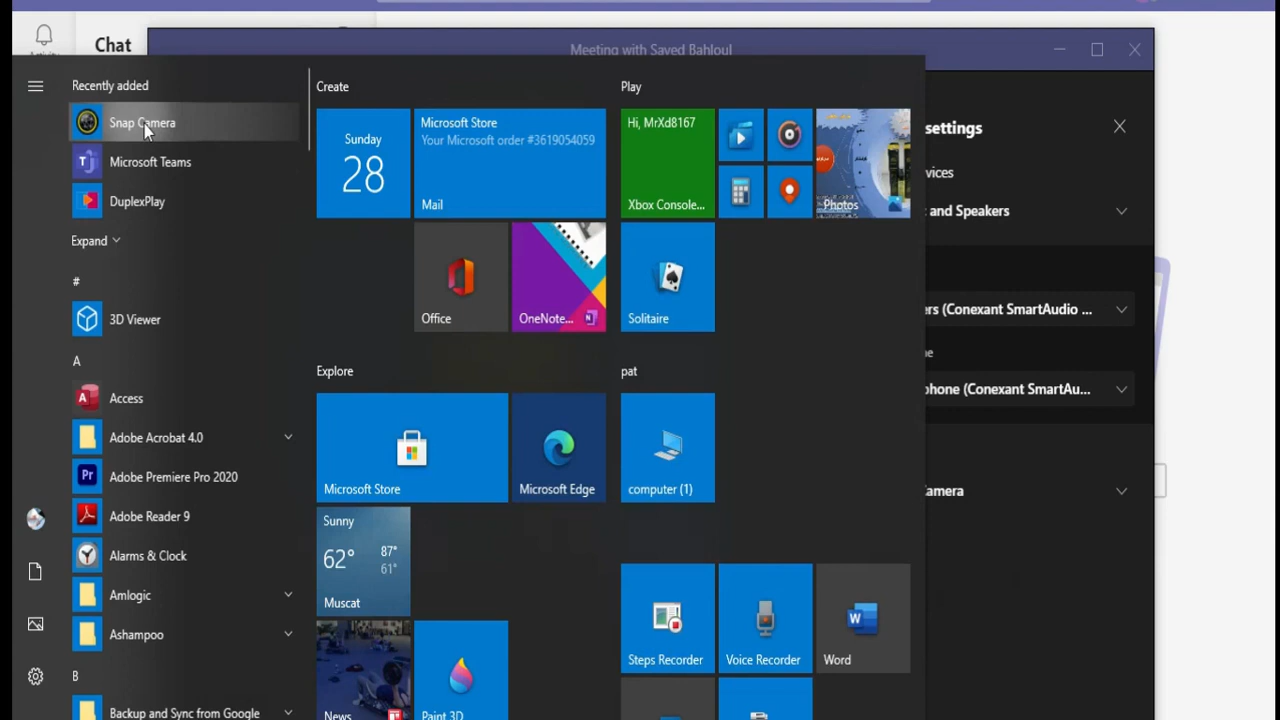 Chat
Meeting with Sayed Bahloul
Recently added
Snap Camera
Microsoft Teams
DuplexPlay
Expand
#
3D Viewer
A
Access
Adobe Acrobat 4.0
Adobe Premiere Pro 2020
Adobe Reader 9
Alarms & Clock
Amlogic
Ashampoo
B
Backup and Sync from Google
Create
Sunday
28
Microsoft Store
Your Microsoft order #3619054059
Mail
Office
OneNote...
Explore
Microsoft Store
Microsoft Edge
Sunny
62° 87°
61°
Muscat
News
Paint 3D
Play
Hi, MrXd8167
Xbox Console...
Photos
Solitaire
pat
computer (1)
Steps Recorder
Voice Recorder
Word
settings
vices
and Speakers
ers (Conexant SmartAudio ...
ne
phone (Conexant SmartAu...
amera